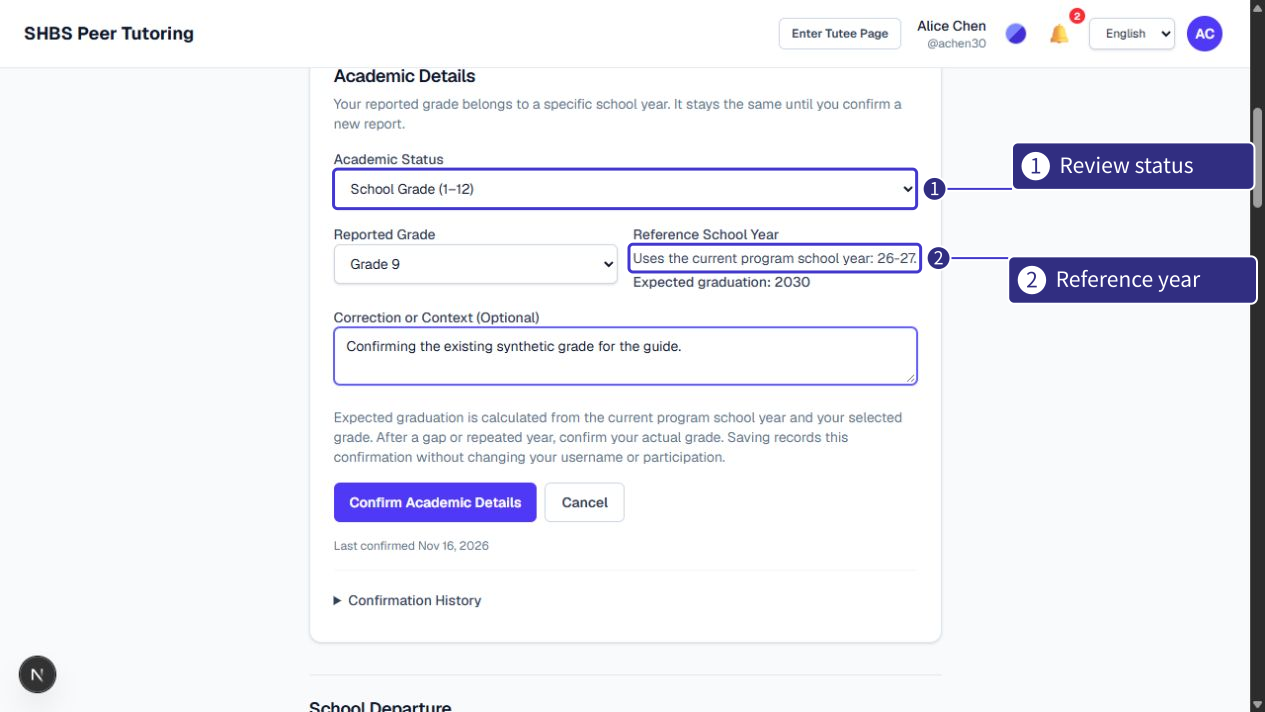 SHBS Peer Tutoring
Enter Tutee Page
Alice Chen
@achen30
2
English
AC
Academic Details
Your reported grade belongs to a specific school year. It stays the same until you confirm a
new report.
Academic Status
School Grade (1–12)
1
1 Review status
Reported Grade
Grade 9
Reference School Year
Uses the current program school year: 26-27.
2
2 Reference year
Expected graduation: 2030
Correction or Context (Optional)
Confirming the existing synthetic grade for the guide.
Expected graduation is calculated from the current program school year and your selected
grade. After a gap or repeated year, confirm your actual grade. Saving records this
confirmation without changing your username or participation.
Confirm Academic Details
Cancel
Last confirmed Nov 16, 2026
Confirmation History
N
School Departure